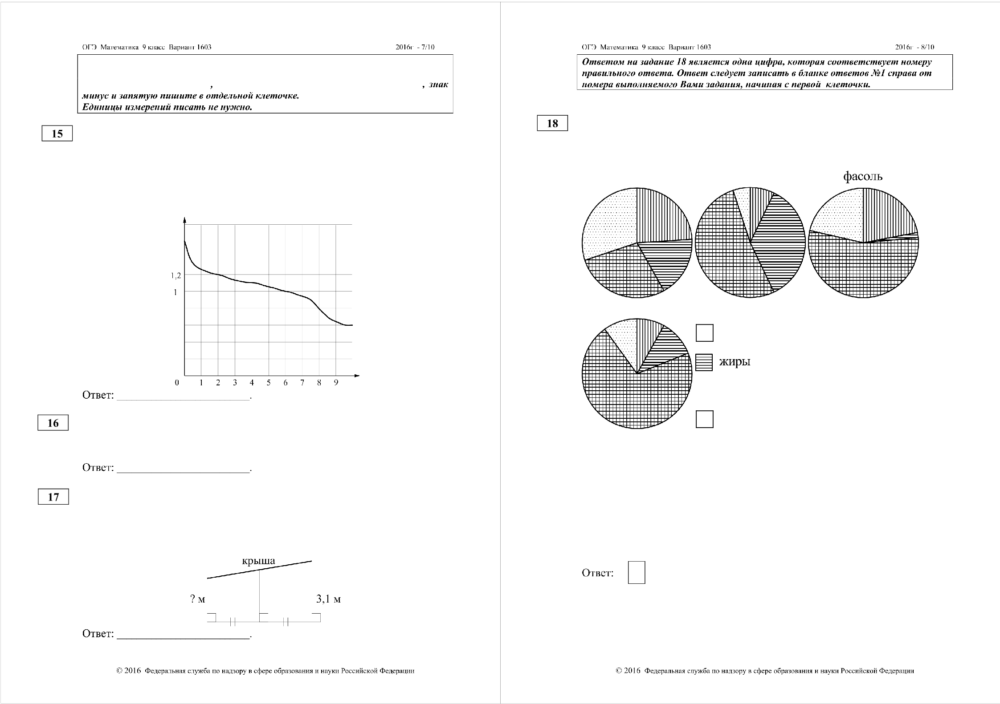 ОГЭ Математика 9 класс Вариант 1603 2016г - 7/10
, , знак
минус и запятую пишите в отдельной клеточке.
Единицы измерений писать не нужно.
15
1,2
1
0 1 2 3 4 5 6 7 8 9
Ответ: ________________________.
16
Ответ: ________________________.
17
крыша
? м 3,1 м
Ответ: ________________________.
© 2016 Федеральная служба по надзору в сфере образования и науки Российской Федерации
ОГЭ Математика 9 класс Вариант 1603 2016г - 8/10
Ответом на задание 18 является одна цифра, которая соответствует номеру
правильного ответа. Ответ следует записать в бланке ответов №1 справа от
номера выполняемого Вами задания, начиная с первой клеточки.
18
фасоль
жиры
Ответ:
© 2016 Федеральная служба по надзору в сфере образования и науки Российской Федерации